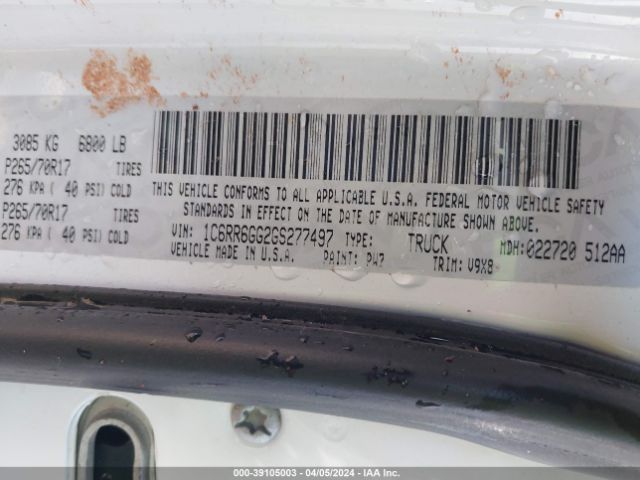 3085 KG 6800 LB
P265/70R17 TIRES
276 KPA ( 40 PSI) COLD
P265/70R17 TIRES
276 KPA ( 40 PSI) COLD
THIS VEHICLE CONFORMS TO ALL APPLICABLE U.S.A. FEDERAL MOTOR VEHICLE SAFETY
STANDARDS IN EFFECT ON THE DATE OF MANUFACTURE SHOWN ABOVE.
VIN: 1C6RR6GG2GS277497 TYPE: TRUCK MDH:022720 512AA
VEHICLE MADE IN U.S.A. PAINT: PW7 TRIM: V9X8
000-39105003 - 04/05/2024 - IAA Inc.